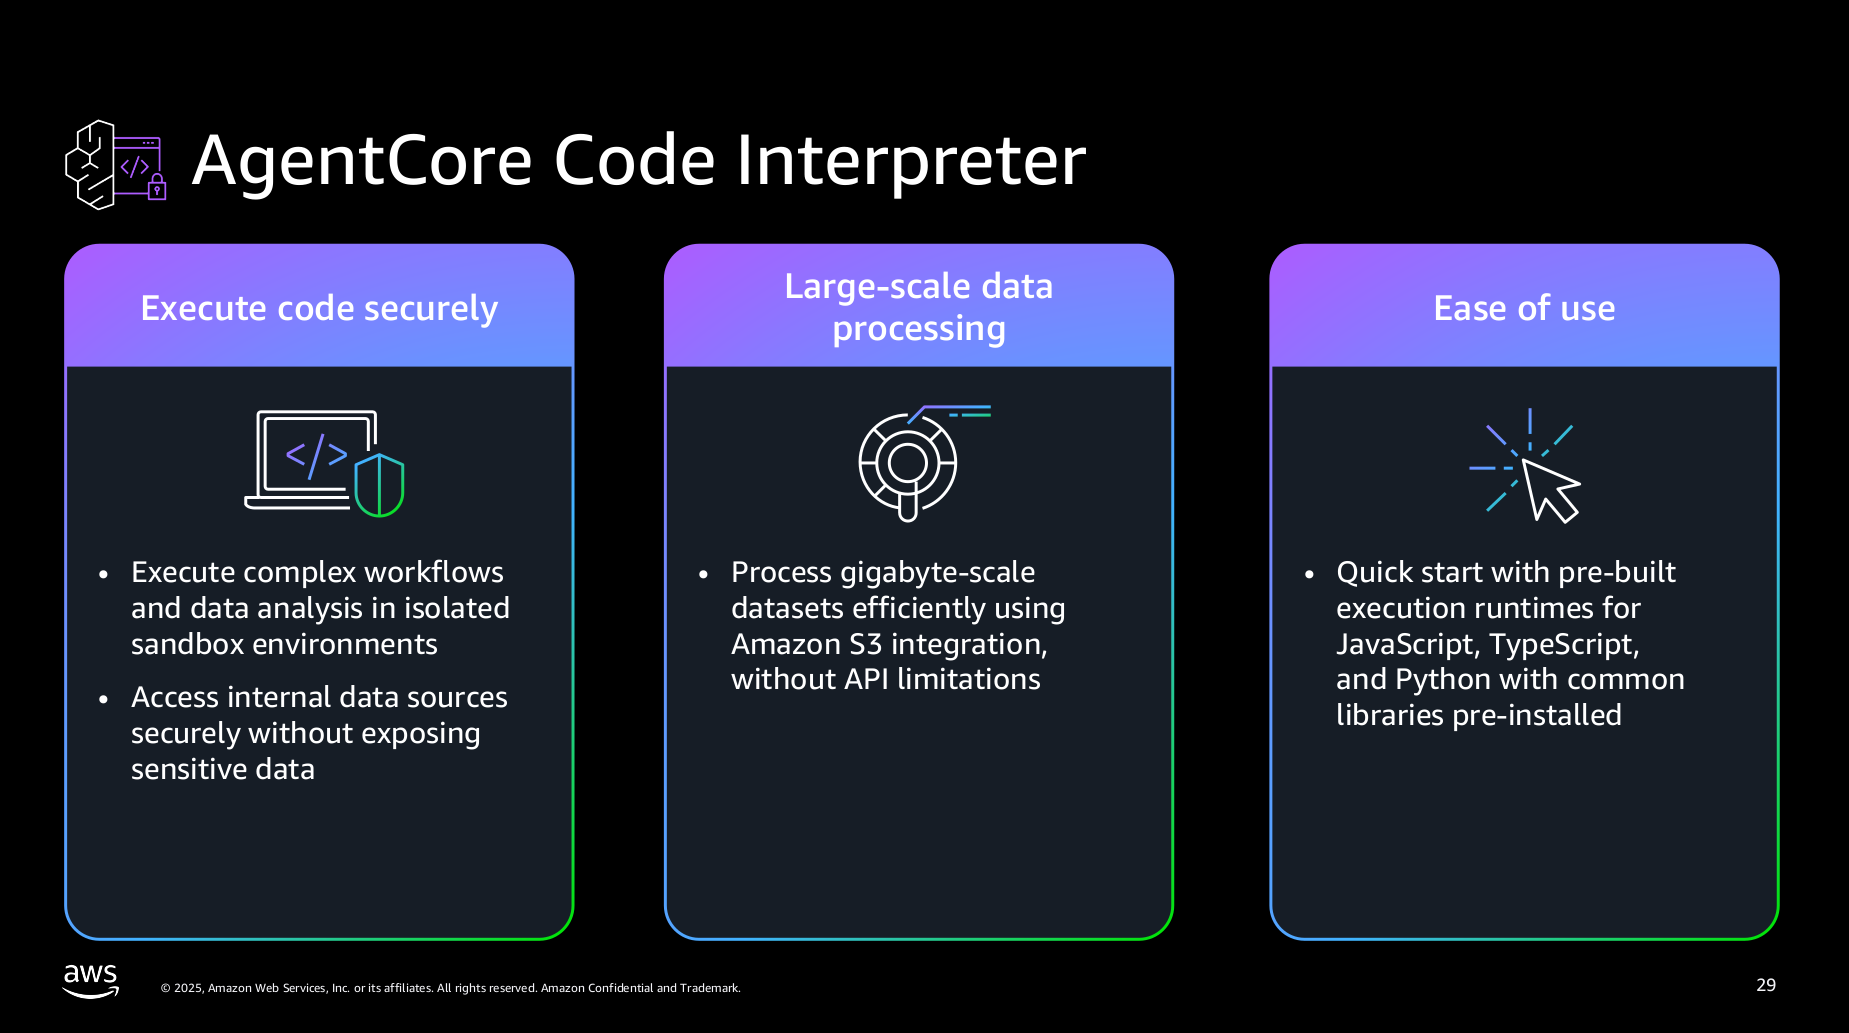 AgentCore Code Interpreter
Execute code securely
</>
• Execute complex workflows
and data analysis in isolated
sandbox environments
• Access internal data sources
securely without exposing
sensitive data
Large-scale data
processing
• Process gigabyte-scale
datasets efficiently using
Amazon S3 integration,
without API limitations
Ease of use
• Quick start with pre-built
execution runtimes for
JavaScript, TypeScript,
and Python with common
libraries pre-installed
aws
© 2025, Amazon Web Services, Inc. or its affiliates. All rights reserved. Amazon Confidential and Trademark.
29